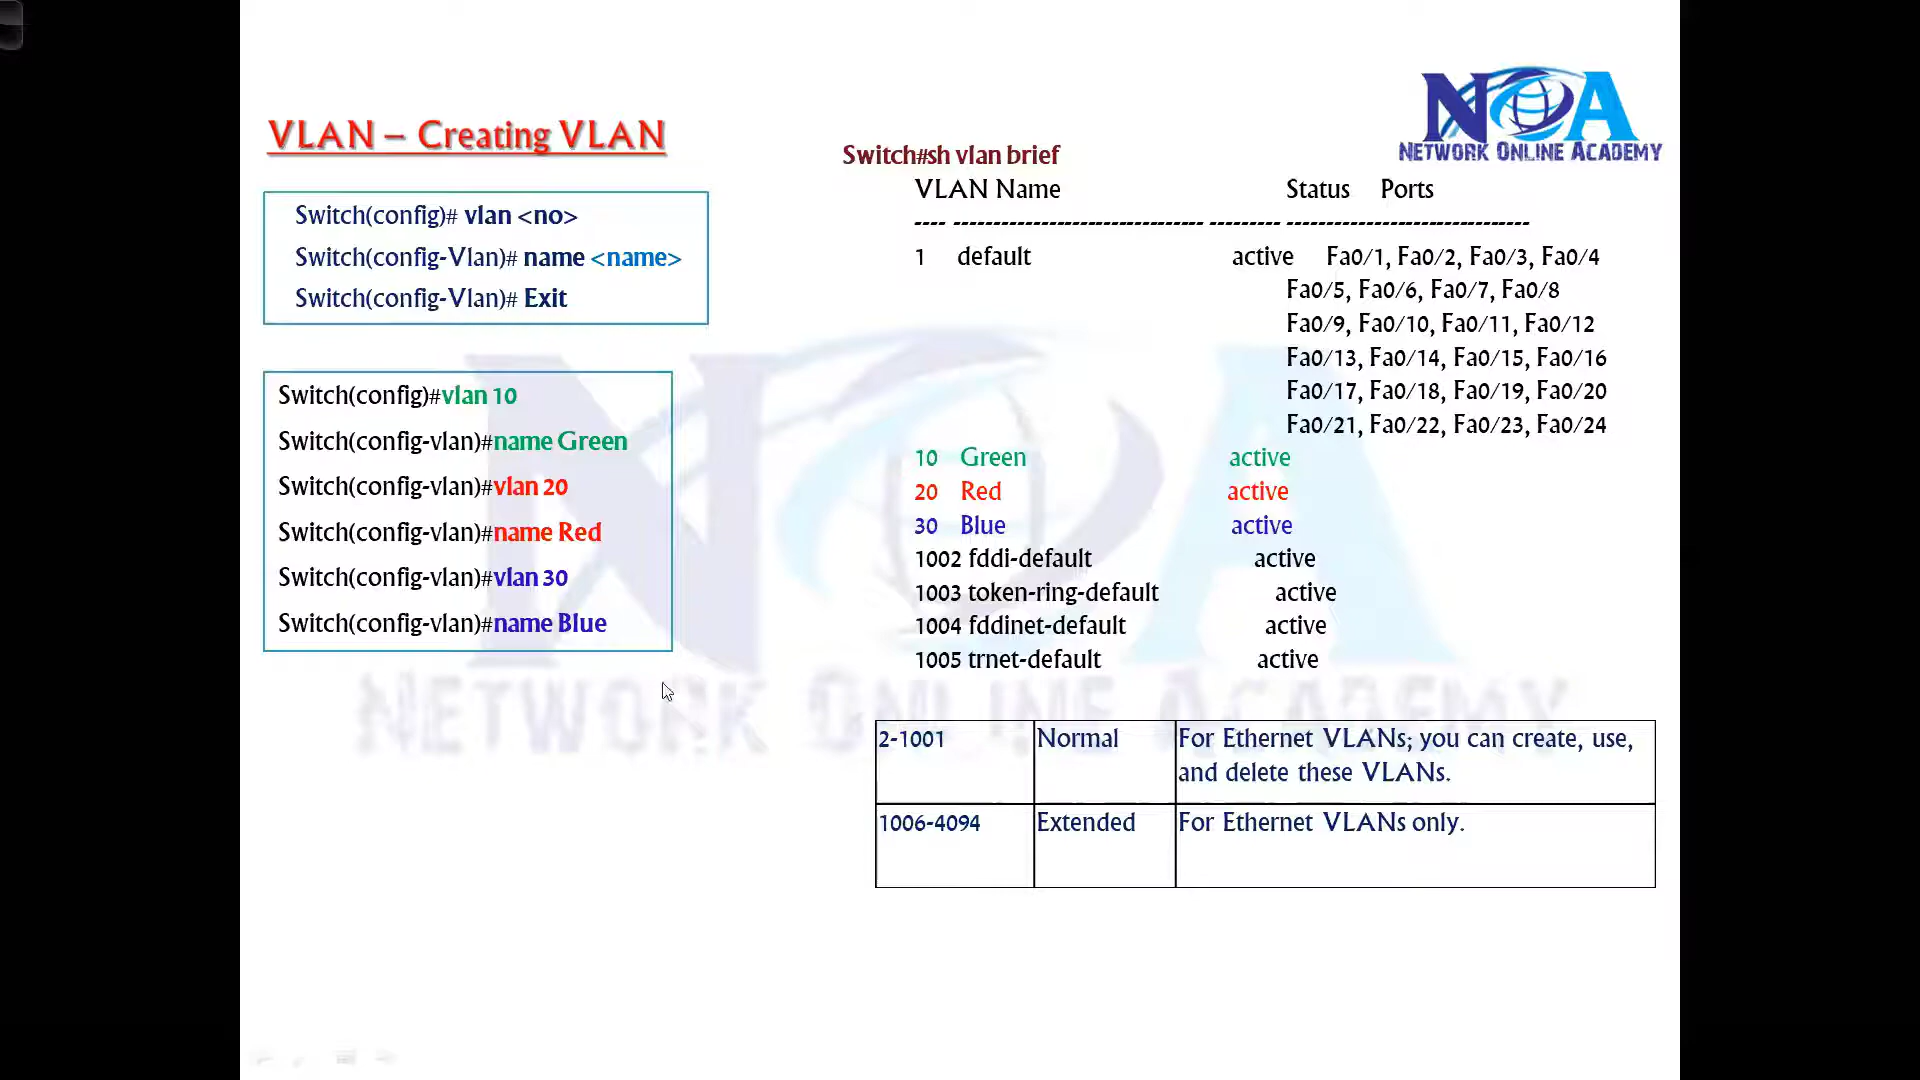 NOA
NETWORK ONLINE ACADEMY
VLAN – Creating VLAN
Switch(config)# vlan <no>
Switch(config-Vlan)# name <name>
Switch(config-Vlan)# Exit
Switch(config)#vlan 10
Switch(config-vlan)#name Green
Switch(config-vlan)#vlan 20
Switch(config-vlan)#name Red
Switch(config-vlan)#vlan 30
Switch(config-vlan)#name Blue
Switch#sh vlan brief
VLAN Name Status Ports
---- -------------------------------- --------- -------------------------------
1 default active Fa0/1, Fa0/2, Fa0/3, Fa0/4
Fa0/5, Fa0/6, Fa0/7, Fa0/8
Fa0/9, Fa0/10, Fa0/11, Fa0/12
Fa0/13, Fa0/14, Fa0/15, Fa0/16
Fa0/17, Fa0/18, Fa0/19, Fa0/20
Fa0/21, Fa0/22, Fa0/23, Fa0/24
10 Green active
20 Red active
30 Blue active
1002 fddi-default active
1003 token-ring-default active
1004 fddinet-default active
1005 trnet-default active
2-1001 Normal For Ethernet VLANs; you can create, use,
and delete these VLANs.
1006-4094 Extended For Ethernet VLANs only.
NOA
NETWORK ONLINE ACADEMY